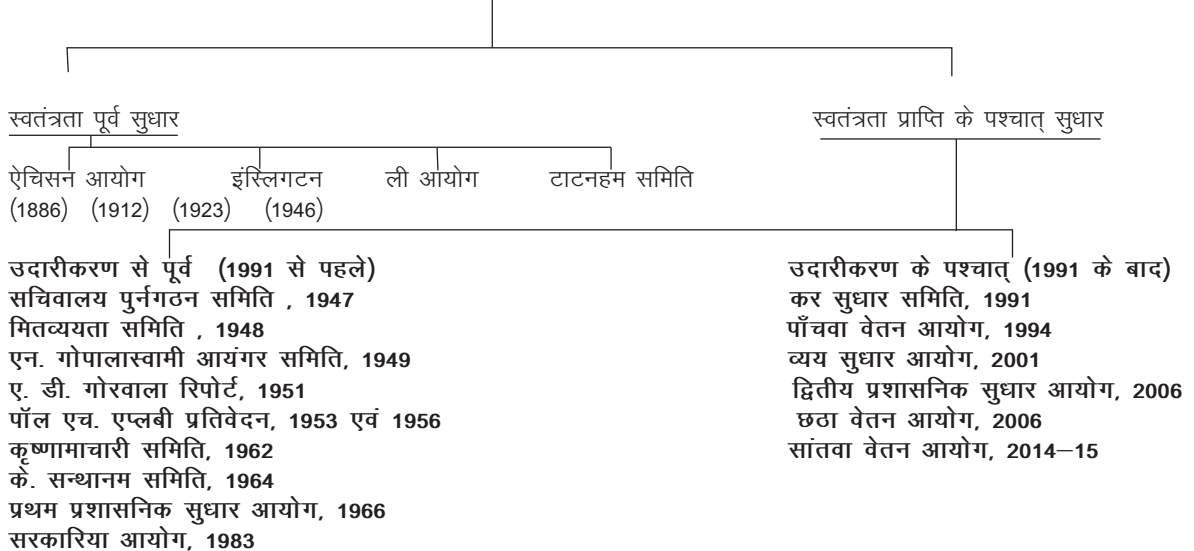 स्वतंत्रता पूर्व सुधार
स्वतंत्रता प्राप्ति के पश्चात् सुधार
ऐचिसन आयोग इंस्लिगटन ली आयोग टाटनहम समिति
(1886) (1912) (1923) (1946)
उदारीकरण से पूर्व (1991 से पहले)
सचिवालय पुर्नगठन समिति , 1947
मितव्ययता समिति , 1948
एन. गोपालास्वामी आयंगर समिति, 1949
ए. डी. गोरवाला रिपोर्ट, 1951
पॉल एच. एप्लबी प्रतिवेदन, 1953 एवं 1956
कृष्णामाचारी समिति, 1962
के. सन्थानम समिति, 1964
प्रथम प्रशासनिक सुधार आयोग, 1966
सरकारिया आयोग, 1983
उदारीकरण के पश्चात् (1991 के बाद)
कर सुधार समिति, 1991
पाँचवा वेतन आयोग, 1994
व्यय सुधार आयोग, 2001
द्वितीय प्रशासनिक सुधार आयोग, 2006
छठा वेतन आयोग, 2006
सांतवा वेतन आयोग, 2014–15